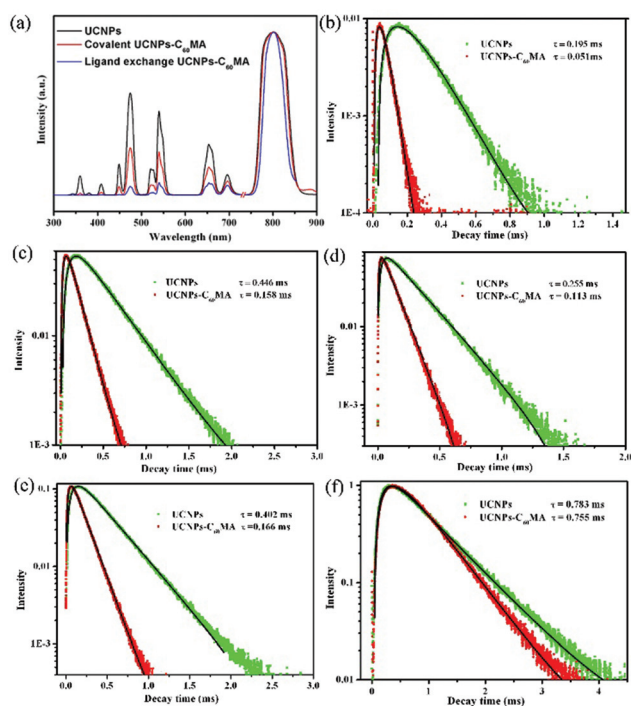 (a)
UCNPs
Covalent UCNPs-C60MA
Ligand exchange UCNPs-C60MA
Intensity (a.u.)
300 400 500 600 700 // 800 900
Wavelength (nm)
(b)
0.01
1E-3
1E-4
Intensity
UCNPs τ = 0.195 ms
UCNPs-C60MA τ = 0.051ms
0.0 0.2 0.4 0.6 0.8 1.0 1.2 1.4
Decay time (ms)
(c)
UCNPs τ = 0.446 ms
UCNPs-C60MA τ = 0.158 ms
0.01
1E-3
Intensity
0.0 0.5 1.0 1.5 2.0 2.5 3.0
Decay time (ms)
(d)
UCNPs τ = 0.255 ms
UCNPs-C60MA τ = 0.113 ms
0.01
1E-3
Intensity
0.0 0.5 1.0 1.5 2.0
Decay time (ms)
(e)
0.1
UCNPs τ = 0.402 ms
UCNPs-C60MA τ =0.166 ms
0.01
1E-3
Intensity
0.0 0.5 1.0 1.5 2.0 2.5 3.0
Decay time (ms)
(f)
1
UCNPs τ = 0.783 ms
UCNPs-C60MA τ = 0.755 ms
0.1
0.01
Intensity
0 1 2 3 4
Decay time (ms)